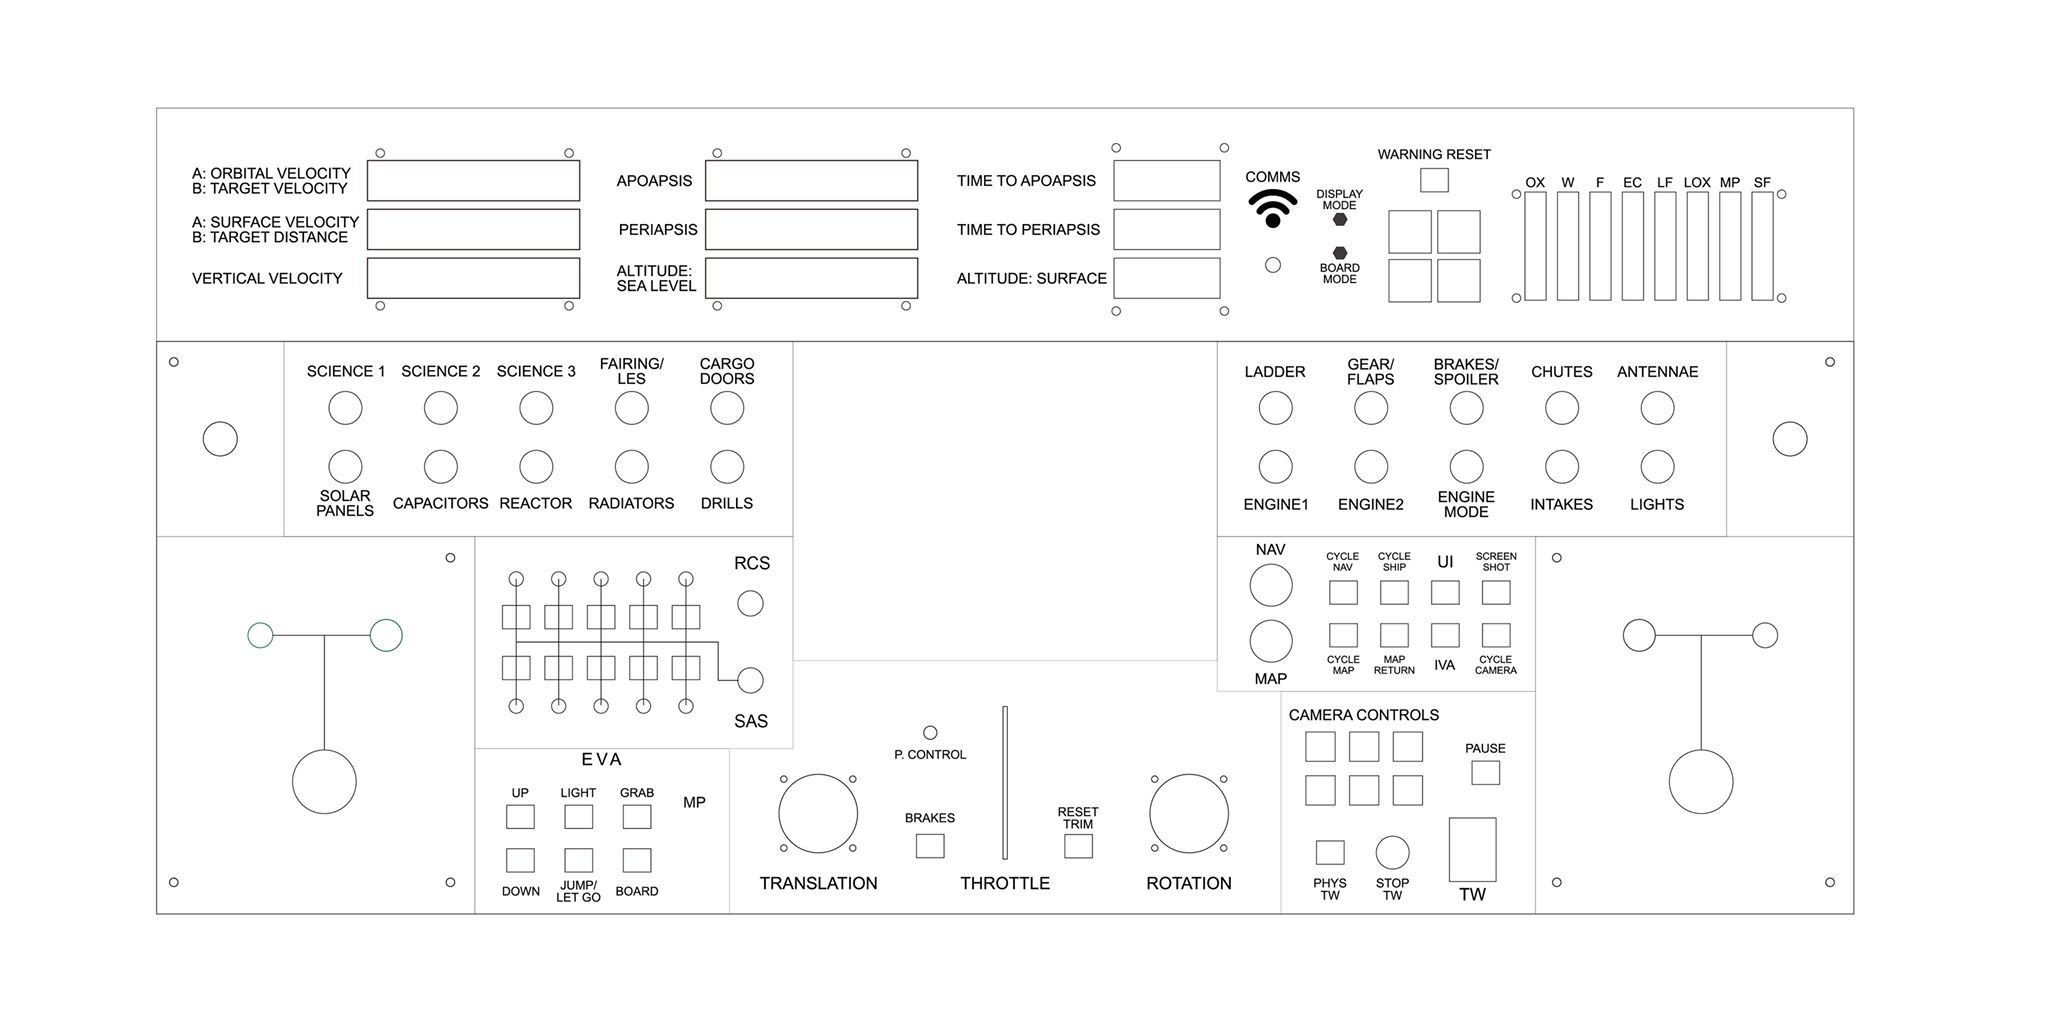 A: ORBITAL VELOCITY
B: TARGET VELOCITY
A: SURFACE VELOCITY
B: TARGET DISTANCE
VERTICAL VELOCITY
APOAPSIS
PERIAPSIS
ALTITUDE:
SEA LEVEL
TIME TO APOAPSIS
TIME TO PERIAPSIS
ALTITUDE: SURFACE
COMMS
DISPLAY
MODE
BOARD
MODE
WARNING RESET
OX W F EC LF LOX MP SF
SCIENCE 1
SCIENCE 2
SCIENCE 3
FAIRING/
LES
CARGO
DOORS
SOLAR
PANELS
CAPACITORS
REACTOR
RADIATORS
DRILLS
LADDER
GEAR/
FLAPS
BRAKES/
SPOILER
CHUTES
ANTENNAE
ENGINE1
ENGINE2
ENGINE
MODE
INTAKES
LIGHTS
RCS
SAS
NAV
MAP
CYCLE
NAV
CYCLE
SHIP
UI
SCREEN
SHOT
CYCLE
MAP
MAP
RETURN
IVA
CYCLE
CAMERA
EVA
UP
LIGHT
GRAB
MP
DOWN
JUMP/
LET GO
BOARD
P. CONTROL
BRAKES
RESET
TRIM
TRANSLATION
THROTTLE
ROTATION
CAMERA CONTROLS
PAUSE
PHYS
TW
STOP
TW
TW